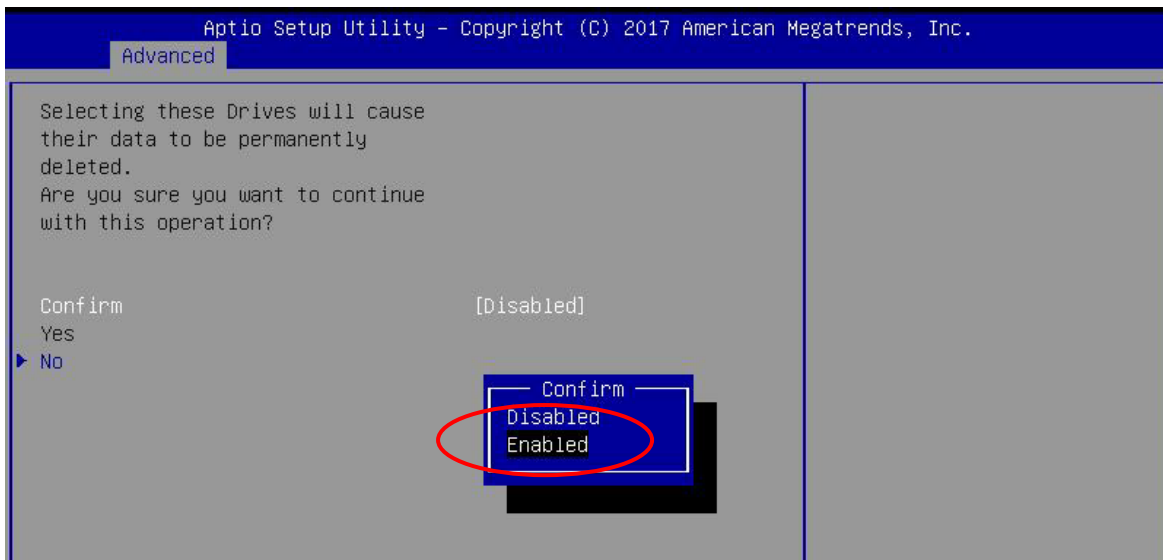 Aptio Setup Utility – Copyright (C) 2017 American Megatrends, Inc.
Advanced
Selecting these Drives will cause
their data to be permanently
deleted.
Are you sure you want to continue
with this operation?
Confirm [Disabled]
Yes
No
Confirm
Disabled
Enabled